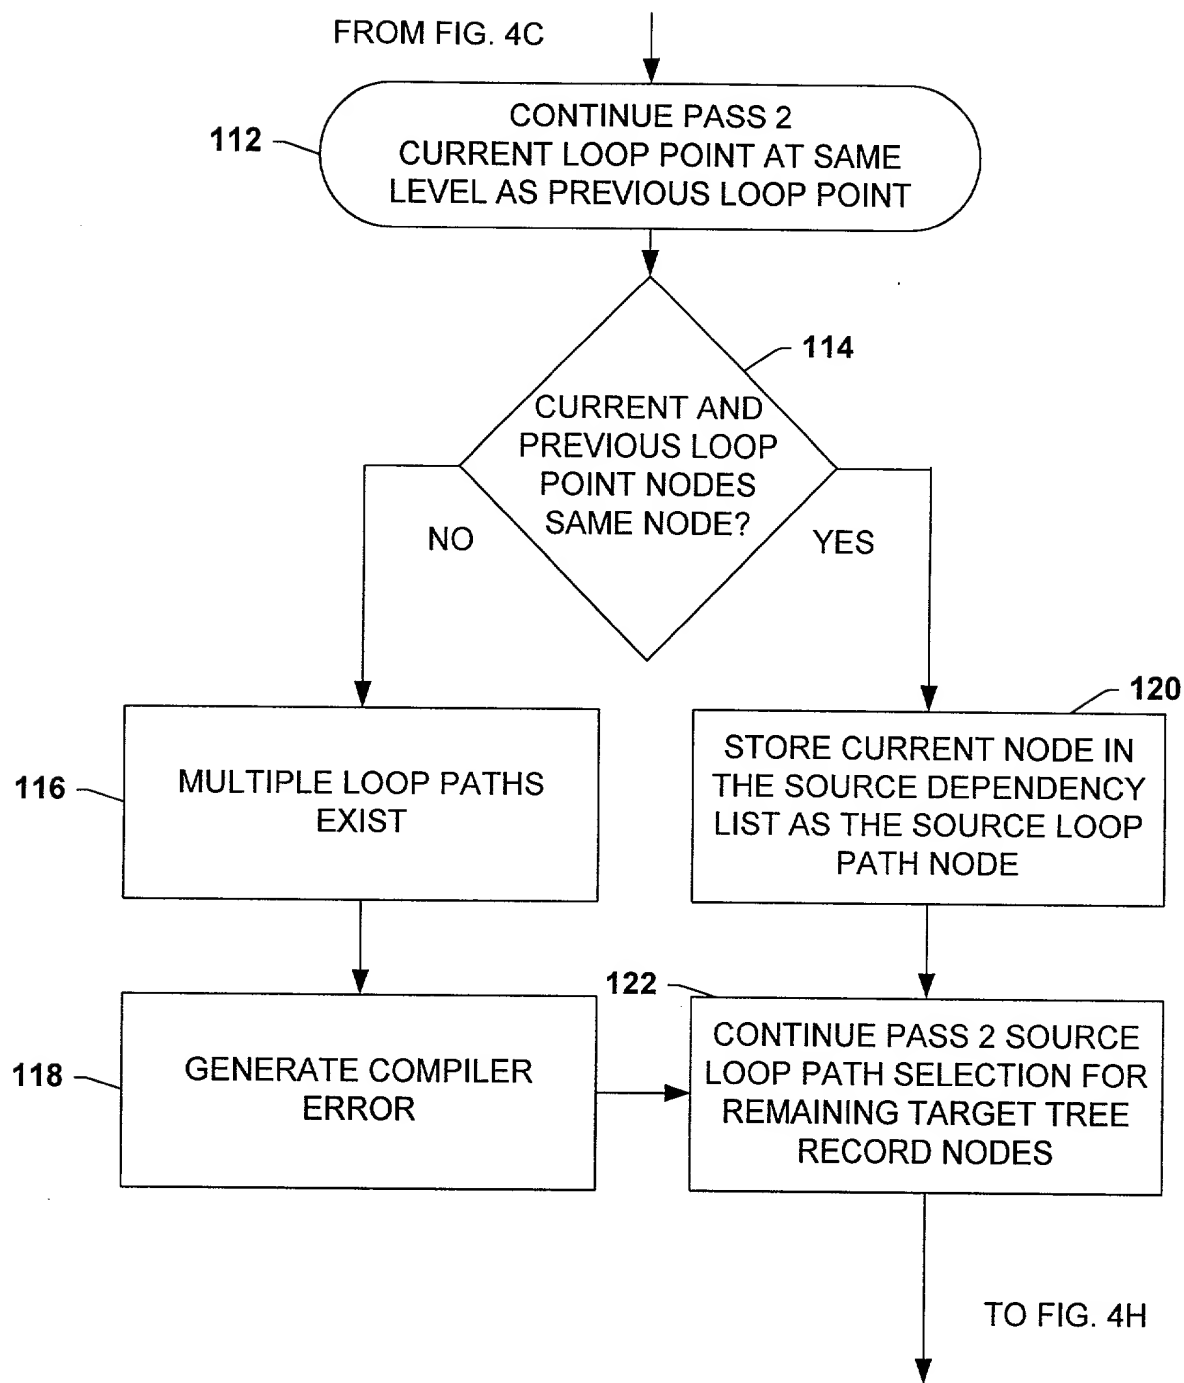 FROM FIG. 4C
112
CONTINUE PASS 2
CURRENT LOOP POINT AT SAME
LEVEL AS PREVIOUS LOOP POINT
114
CURRENT AND
PREVIOUS LOOP
POINT NODES
SAME NODE?
NO
YES
116
MULTIPLE LOOP PATHS
EXIST
120
STORE CURRENT NODE IN
THE SOURCE DEPENDENCY
LIST AS THE SOURCE LOOP
PATH NODE
118
GENERATE COMPILER
ERROR
122
CONTINUE PASS 2 SOURCE
LOOP PATH SELECTION FOR
REMAINING TARGET TREE
RECORD NODES
TO FIG. 4H